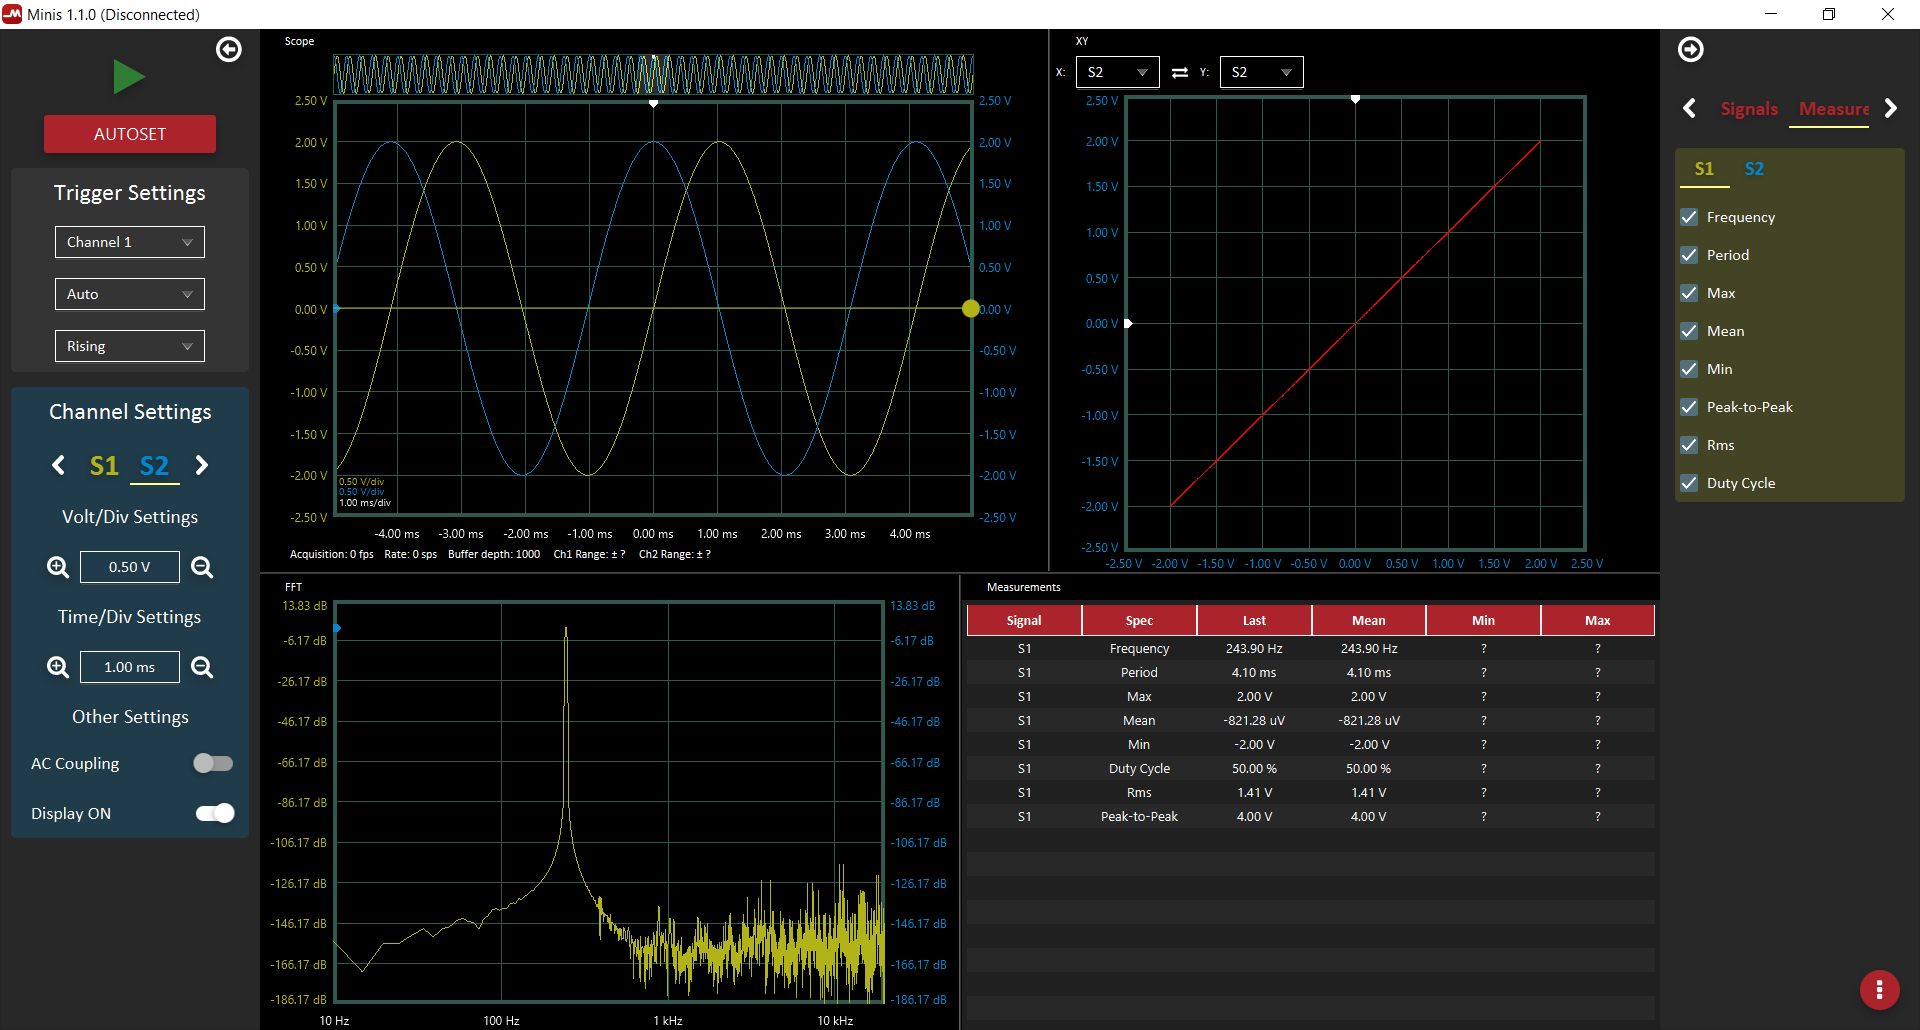 Minis 1.1.0 (Disconnected)
AUTOSET
Trigger Settings
Channel 1
Auto
Rising
Channel Settings
S1 S2
Volt/Div Settings
0.50 V
Time/Div Settings
1.00 ms
Other Settings
AC Coupling
Display ON
Scope
2.50 V 2.50 V
2.00 V 2.00 V
1.50 V 1.50 V
1.00 V 1.00 V
0.50 V 0.50 V
0.00 V 0.00 V
-0.50 V -0.50 V
-1.00 V -1.00 V
-1.50 V -1.50 V
-2.00 V -2.00 V
0.50 V/div
0.50 V/div
1.00 ms/div
-2.50 V -2.50 V
-4.00 ms -3.00 ms -2.00 ms -1.00 ms 0.00 ms 1.00 ms 2.00 ms 3.00 ms 4.00 ms
Acquisition: 0 fps Rate: 0 sps Buffer depth: 1000 Ch1 Range: ± ? Ch2 Range: ± ?
XY
X: S2 Y: S2
2.50 V
2.00 V
1.50 V
1.00 V
0.50 V
0.00 V
-0.50 V
-1.00 V
-1.50 V
-2.00 V
-2.50 V
-2.50 V -2.00 V -1.50 V -1.00 V -0.50 V 0.00 V 0.50 V 1.00 V 1.50 V 2.00 V 2.50 V
FFT
13.83 dB 13.83 dB
-6.17 dB -6.17 dB
-26.17 dB -26.17 dB
-46.17 dB -46.17 dB
-66.17 dB -66.17 dB
-86.17 dB -86.17 dB
-106.17 dB -106.17 dB
-126.17 dB -126.17 dB
-146.17 dB -146.17 dB
-166.17 dB -166.17 dB
-186.17 dB -186.17 dB
10 Hz 100 Hz 1 kHz 10 kHz
Measurements
Signal Spec Last Mean Min Max
S1 Frequency 243.90 Hz 243.90 Hz ? ?
S1 Period 4.10 ms 4.10 ms ? ?
S1 Max 2.00 V 2.00 V ? ?
S1 Mean -821.28 uV -821.28 uV ? ?
S1 Min -2.00 V -2.00 V ? ?
S1 Duty Cycle 50.00 % 50.00 % ? ?
S1 Rms 1.41 V 1.41 V ? ?
S1 Peak-to-Peak 4.00 V 4.00 V ? ?
Signals Measure
S1 S2
Frequency
Period
Max
Mean
Min
Peak-to-Peak
Rms
Duty Cycle